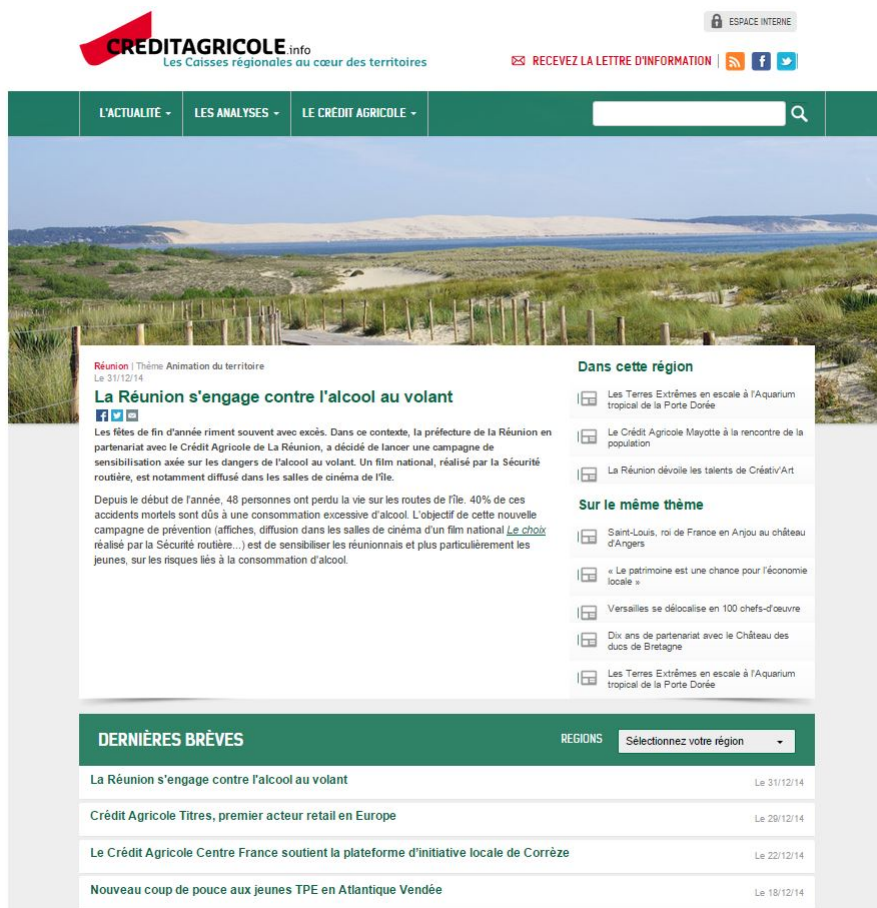 ESPACE INTERNE
CREDITAGRICOLE.info
Les Caisses régionales au cœur des territoires
RECEVEZ LA LETTRE D'INFORMATION |
L'ACTUALITÉ
LES ANALYSES
LE CRÉDIT AGRICOLE
Réunion | Thème Animation du territoire
Le 31/12/14
La Réunion s'engage contre l'alcool au volant
Les fêtes de fin d'année riment souvent avec excès. Dans ce contexte, la préfecture de la Réunion en
partenariat avec le Crédit Agricole de La Réunion, a décidé de lancer une campagne de
sensibilisation axée sur les dangers de l'alcool au volant. Un film national, réalisé par la Sécurité
routière, est notamment diffusé dans les salles de cinéma de l'île.
Depuis le début de l'année, 48 personnes ont perdu la vie sur les routes de l'île. 40% de ces
accidents mortels sont dûs à une consommation excessive d'alcool. L'objectif de cette nouvelle
campagne de prévention (affiches, diffusion dans les salles de cinéma d'un film national Le choix
réalisé par la Sécurité routière...) est de sensibiliser les réunionnais et plus particulièrement les
jeunes, sur les risques liés à la consommation d'alcool.
Dans cette région
Les Terres Extrêmes en escale à l'Aquarium
tropical de la Porte Dorée
Le Crédit Agricole Mayotte à la rencontre de la
population
La Réunion dévoile les talents de Créativ'Art
Sur le même thème
Saint-Louis, roi de France en Anjou au château
d'Angers
« Le patrimoine est une chance pour l'économie
locale »
Versailles se délocalise en 100 chefs-d'œuvre
Dix ans de partenariat avec le Château des
ducs de Bretagne
Les Terres Extrêmes en escale à l'Aquarium
tropical de la Porte Dorée
DERNIÈRES BRÈVES
REGIONS
Sélectionnez votre région
La Réunion s'engage contre l'alcool au volant
Le 31/12/14
Crédit Agricole Titres, premier acteur retail en Europe
Le 29/12/14
Le Crédit Agricole Centre France soutient la plateforme d'initiative locale de Corrèze
Le 22/12/14
Nouveau coup de pouce aux jeunes TPE en Atlantique Vendée
Le 18/12/14